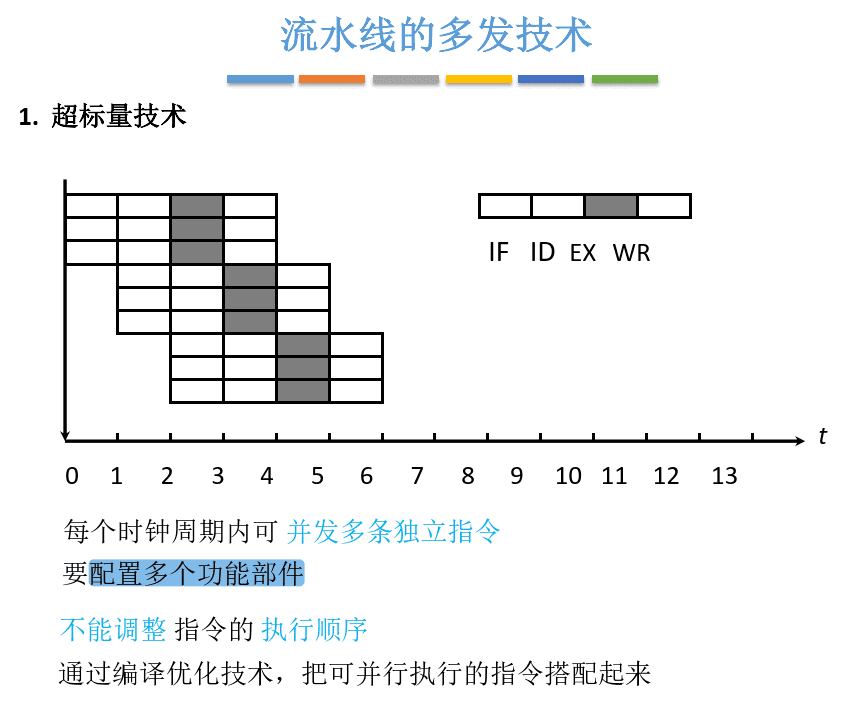 流水线的多发技术
1. 超标量技术
IF ID EX WR
t
0 1 2 3 4 5 6 7 8 9 10 11 12 13
每个时钟周期内可 并发多条独立指令
要配置多个功能部件
不能调整 指令的 执行顺序
通过编译优化技术，把可并行执行的指令搭配起来